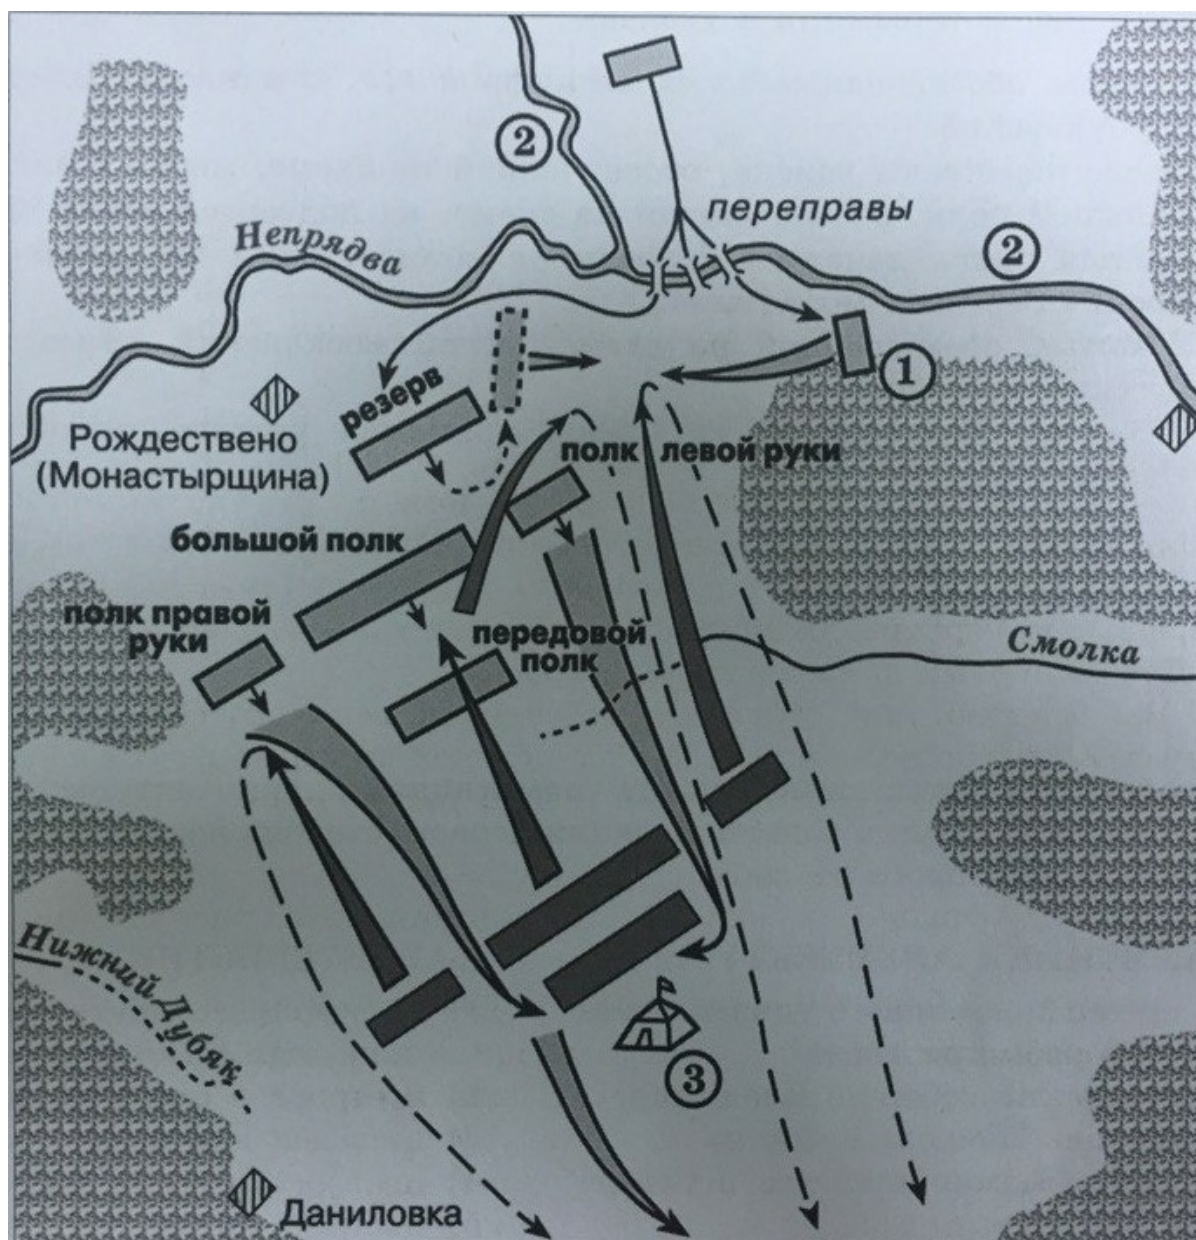 2
переправы
Непрядва
2
1
резерв
Рождествено
(Монастырщина)
полк левой руки
большой полк
полк правой
руки
передовой
полк
Смолка
Нижний Дубяк
3
Даниловка